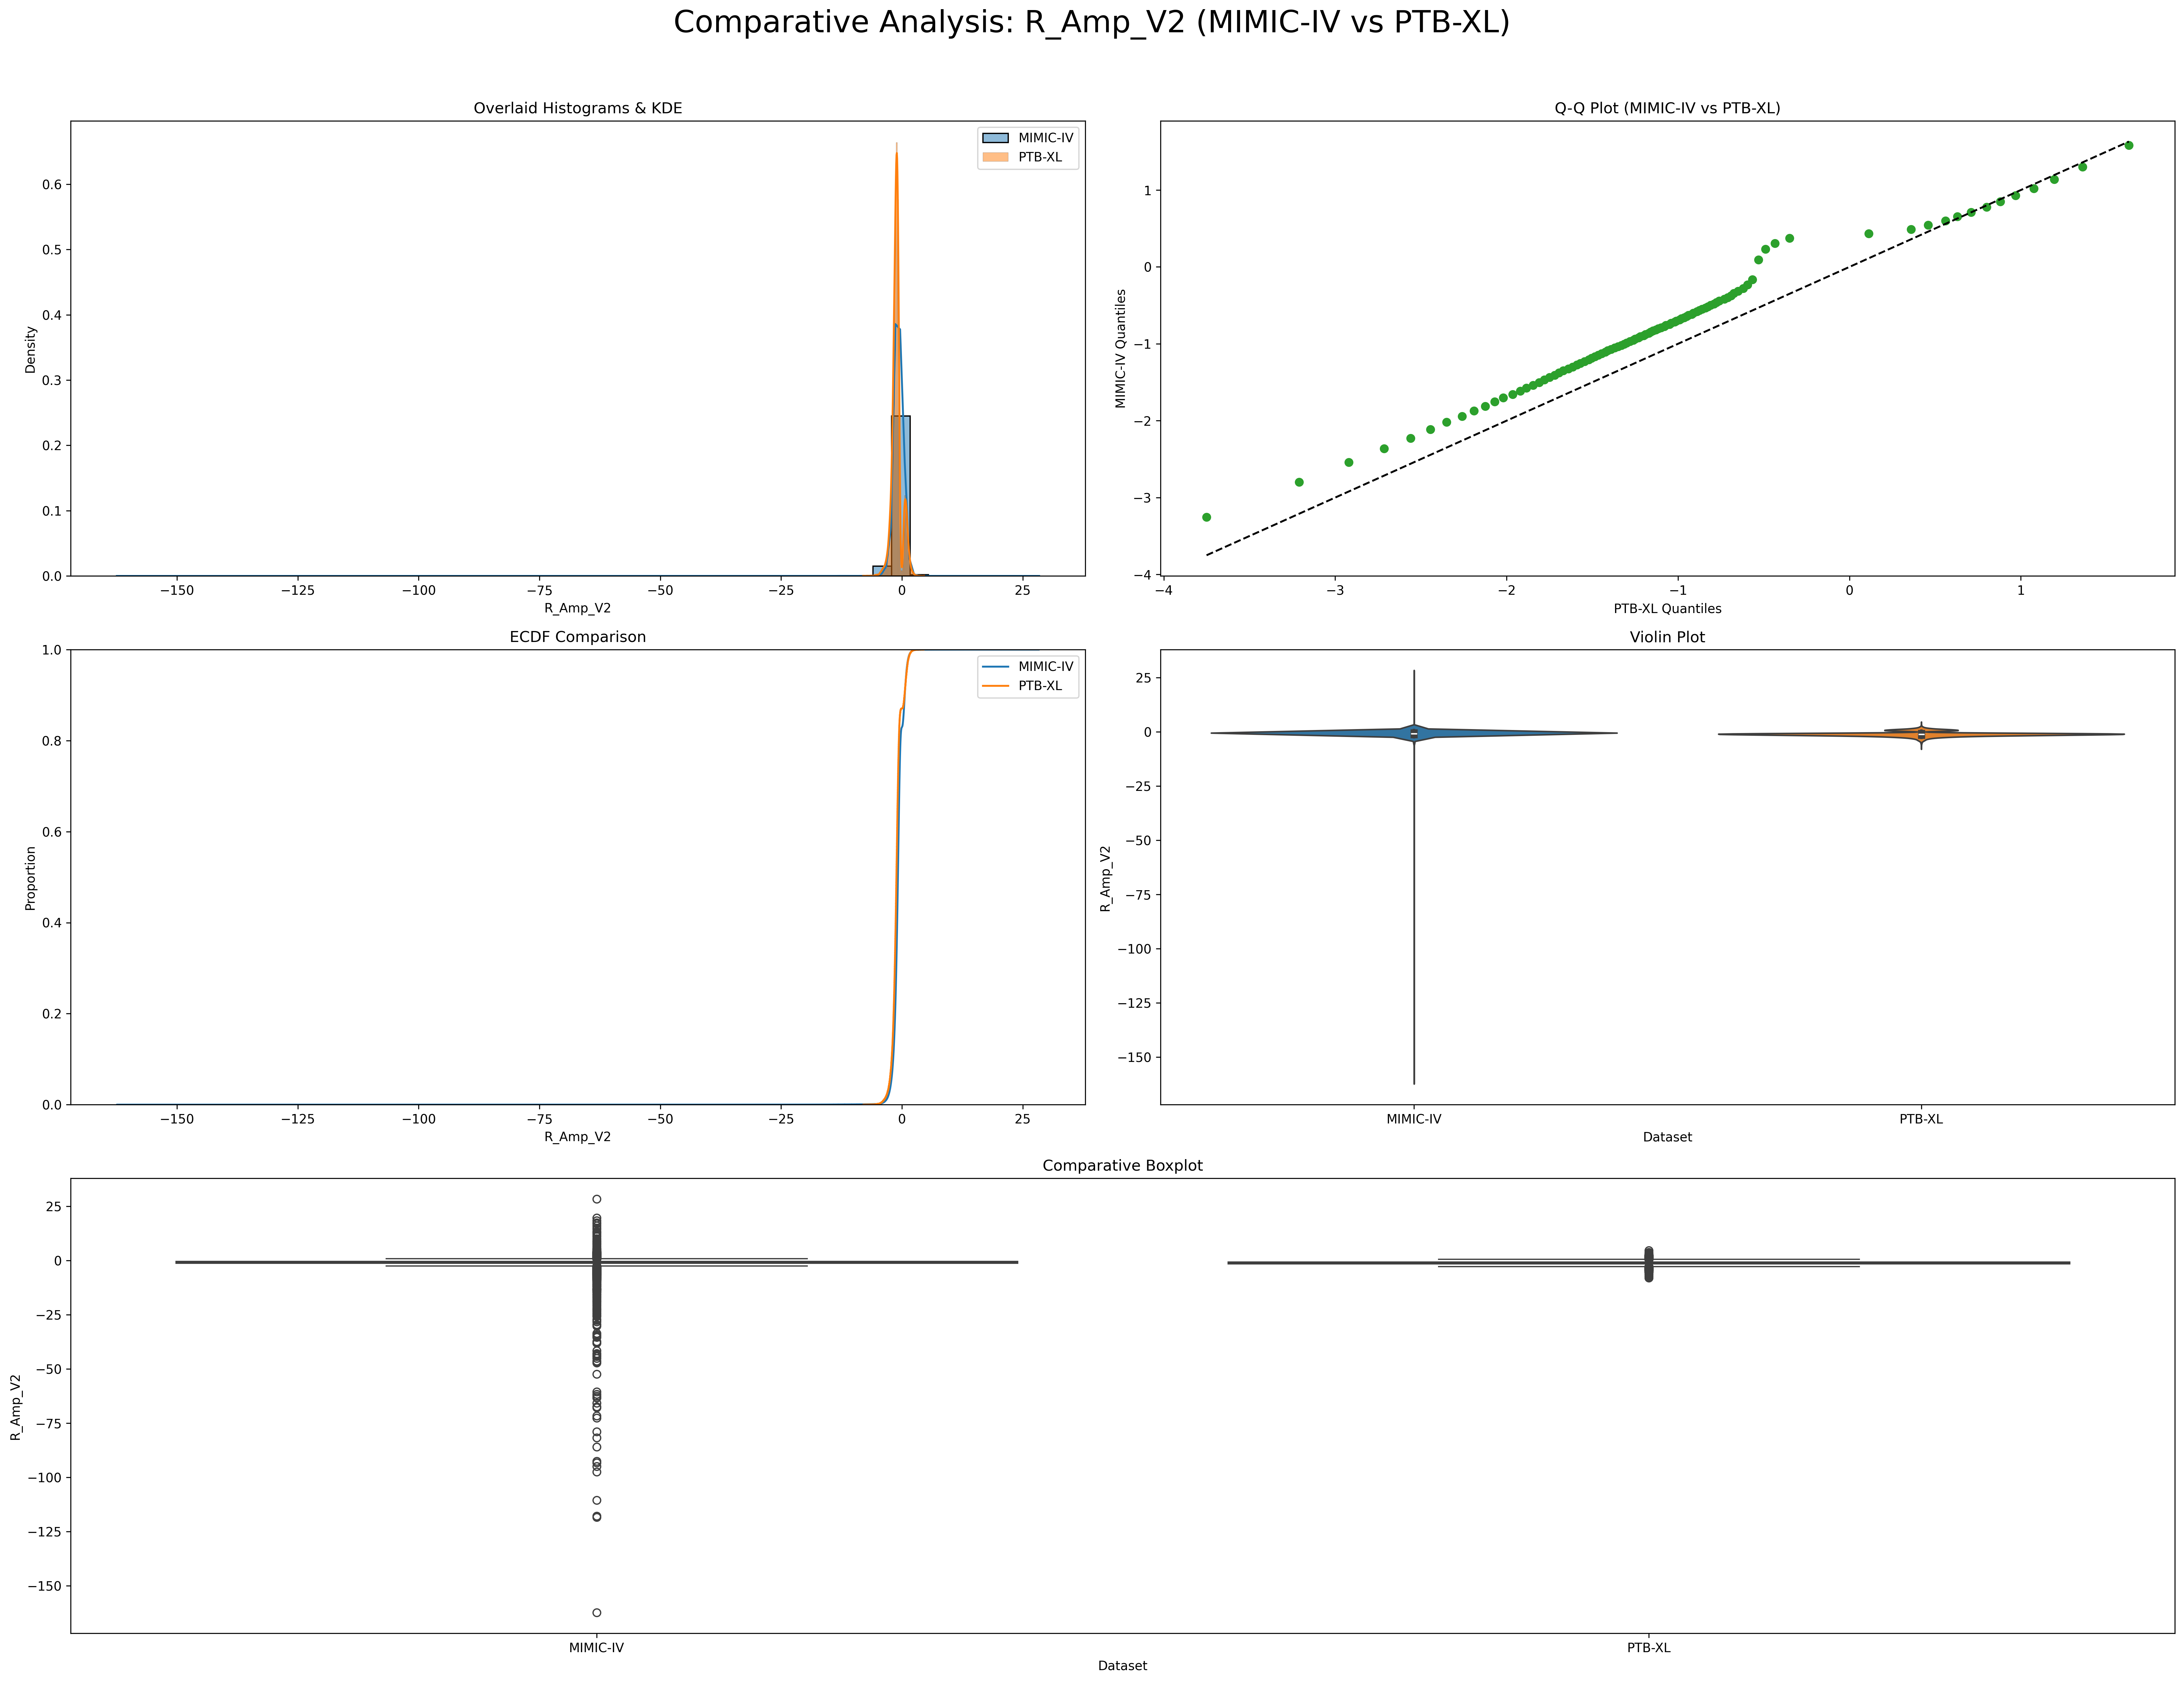 Comparative Analysis: R_Amp_V2 (MIMIC-IV vs PTB-XL)
Overlaid Histograms & KDE
MIMIC-IV
PTB-XL
Density
0.6
0.5
0.4
0.3
0.2
0.1
0.0
−150 −125 −100 −75 −50 −25 0 25
R_Amp_V2
Q-Q Plot (MIMIC-IV vs PTB-XL)
MIMIC-IV Quantiles
1
0
−1
−2
−3
−4
−4 −3 −2 −1 0 1
PTB-XL Quantiles
ECDF Comparison
MIMIC-IV
PTB-XL
Proportion
1.0
0.8
0.6
0.4
0.2
0.0
−150 −125 −100 −75 −50 −25 0 25
R_Amp_V2
Violin Plot
R_Amp_V2
25
0
−25
−50
−75
−100
−125
−150
MIMIC-IV PTB-XL
Dataset
Comparative Boxplot
R_Amp_V2
25
0
−25
−50
−75
−100
−125
−150
MIMIC-IV PTB-XL
Dataset